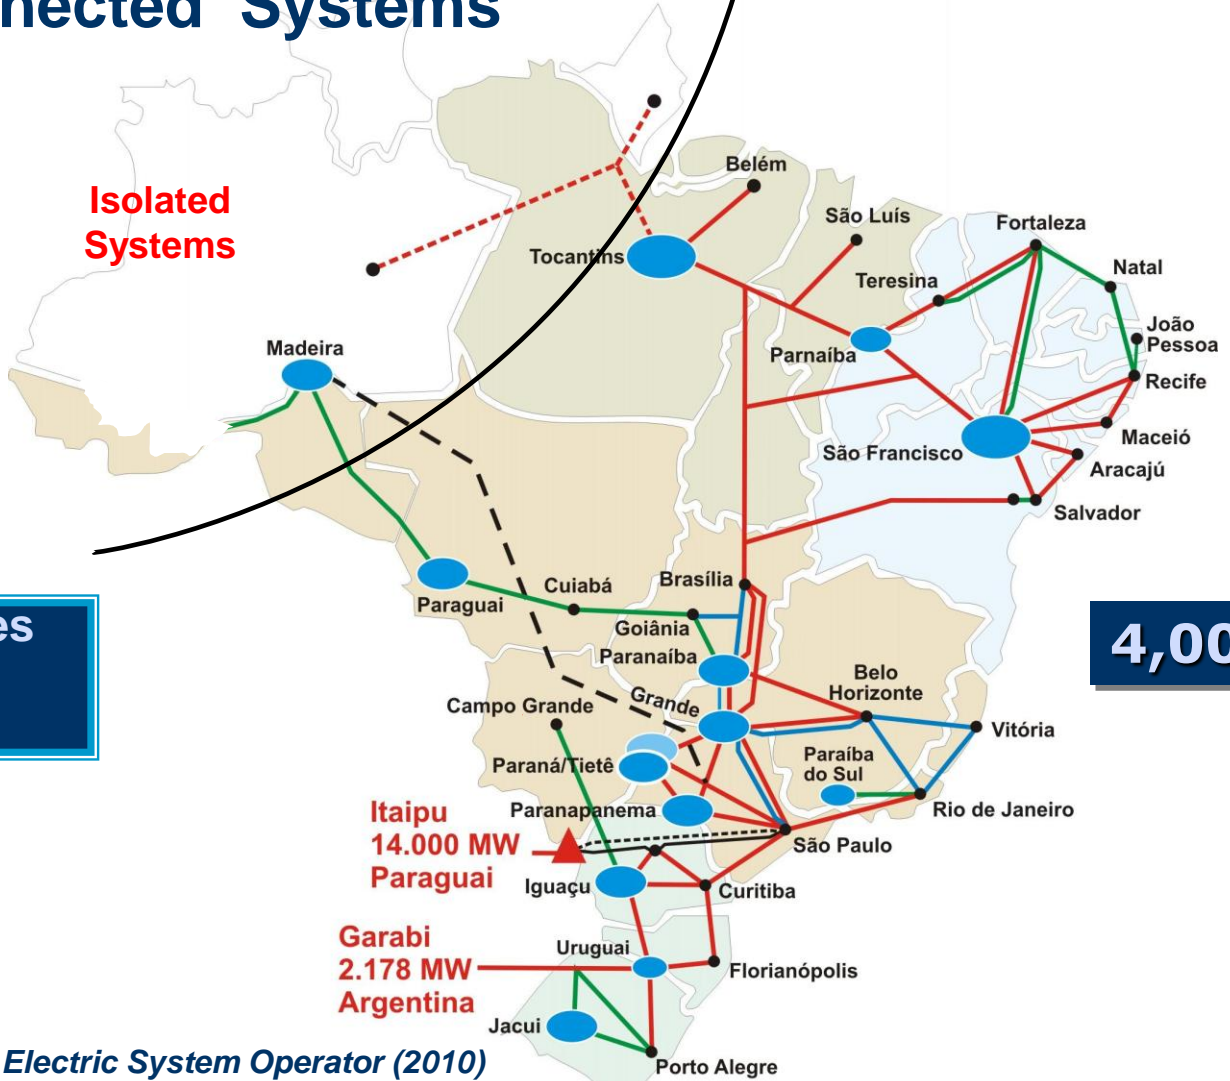 nected Systems
Isolated
Systems
Belém
São Luís
Fortaleza
Tocantins
Teresina
Natal
João
Pessoa
Madeira
Parnaíba
Recife
Maceió
São Francisco
Aracajú
Salvador
Brasília
Cuiabá
Paraguai
Goiânia
es
4,00
Paranaíba
Belo
Horizonte
Grande
Campo Grande
Vitória
Paraíba
do Sul
Paraná/Tietê
Paranapanema
Rio de Janeiro
Itaipu
14.000 MW
Paraguai
São Paulo
Iguaçu
Curitiba
Garabi
2.178 MW
Argentina
Uruguai
Florianópolis
Jacui
Porto Alegre
Electric System Operator (2010)